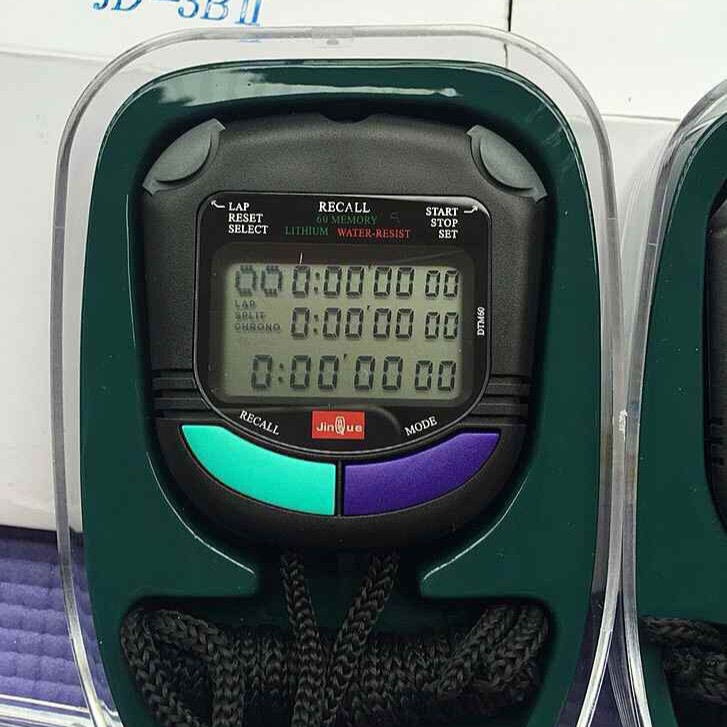 JD-3BII
LAP
RESET
SELECT
RECALL
60 MEMORY
LITHIUM WATER-RESIST
START
STOP
SET
00 0:00'00 00
LAP
SPLIT
CHRONO
0:00'00 00
0:00'00 00
DTM60
RECALL
JinQue
MODE